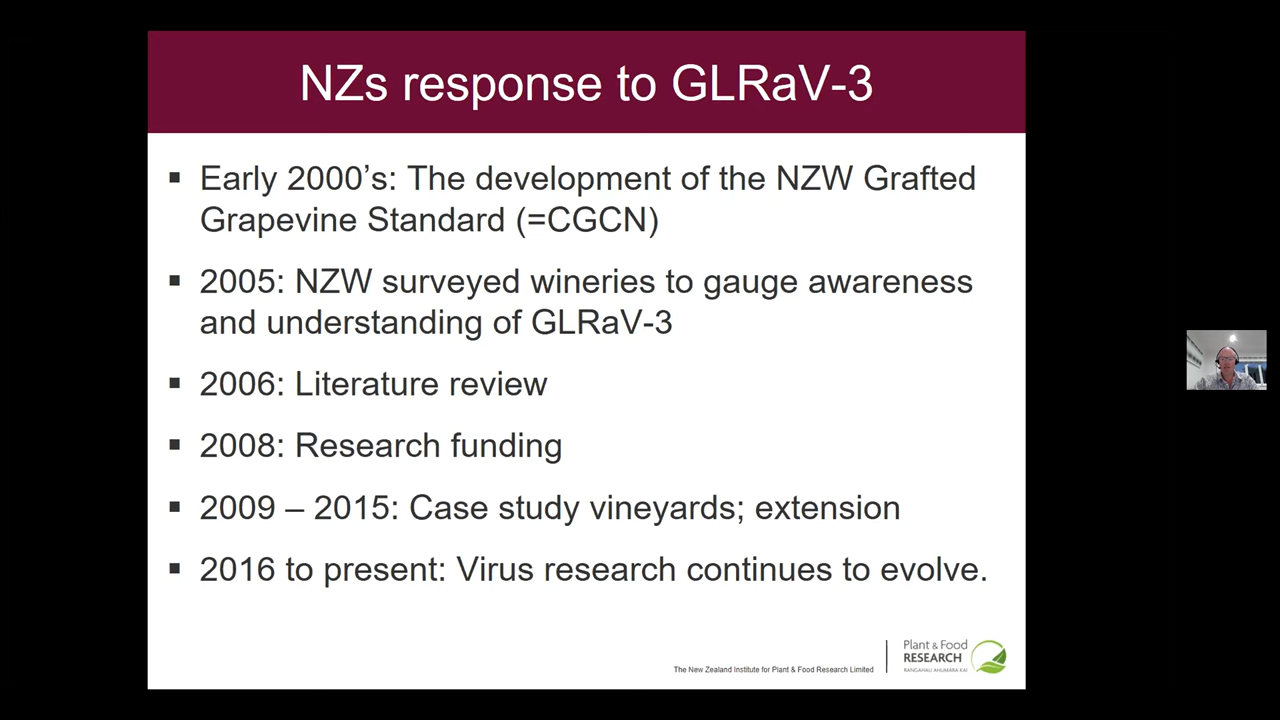 NZs response to GLRaV-3
▪ Early 2000’s: The development of the NZW Grafted
Grapevine Standard (=CGCN)
▪ 2005: NZW surveyed wineries to gauge awareness
and understanding of GLRaV-3
▪ 2006: Literature review
▪ 2008: Research funding
▪ 2009 – 2015: Case study vineyards; extension
▪ 2016 to present: Virus research continues to evolve.
The New Zealand Institute for Plant & Food Research Limited
Plant & Food
RESEARCH
RANGAHAU AHUMĀRA KAI